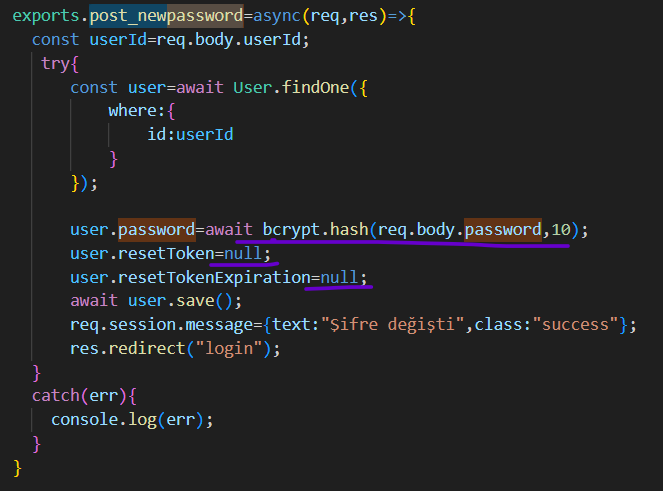 exports.post_newpassword=async(req,res)=>{
const userId=req.body.userId;
try{
const user=await User.findOne({
where:{
id:userId
}
});
user.password=await bcrypt.hash(req.body.password,10);
user.resetToken=null;
user.resetTokenExpiration=null;
await user.save();
req.session.message={text:"Şifre değişti",class:"success"};
res.redirect("login");
}
catch(err){
console.log(err);
}
}